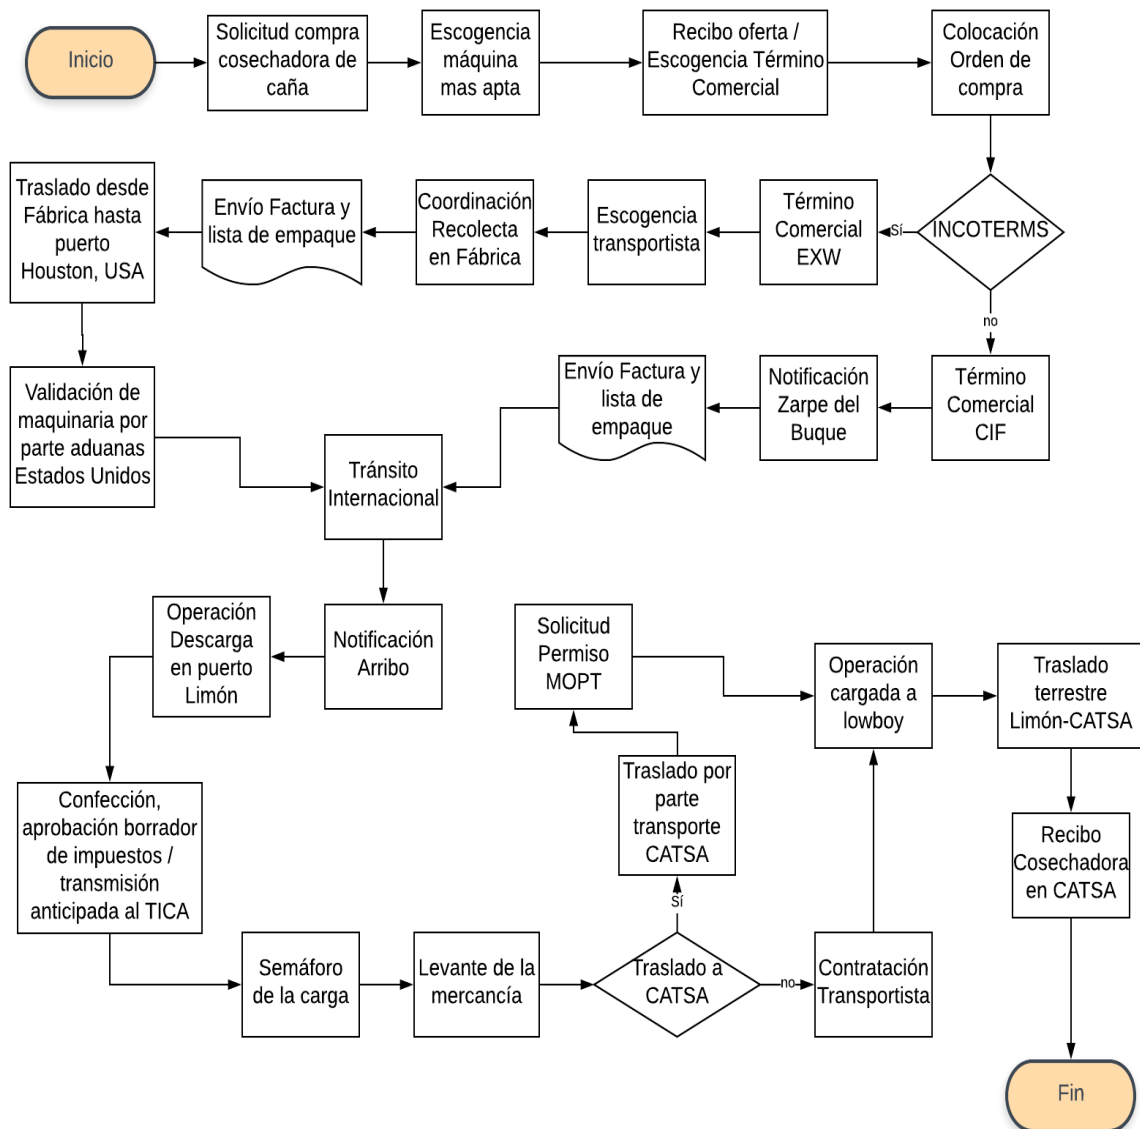 Inicio
Solicitud compra
cosechadora de
caña
Escogencia
máquina
mas apta
Recibo oferta /
Escogencia Término
Comercial
Colocación
Orden de
compra
INCOTERMS
Sí
Término
Comercial
EXW
Escogencia
transportista
Coordinación
Recolecta
en Fábrica
Envío Factura y
lista de empaque
Traslado desde
Fábrica hasta
puerto
Houston, USA
Validación de
maquinaria por
parte aduanas
Estados Unidos
no
Término
Comercial
CIF
Notificación
Zarpe del
Buque
Envío Factura y
lista de
empaque
Tránsito
Internacional
Notificación
Arribo
Operación
Descarga
en puerto
Limón
Confección,
aprobación borrador
de impuestos /
transmisión
anticipada al TICA
Semáforo
de la carga
Levante de la
mercancía
Traslado a
CATSA
Sí
Traslado por
parte
transporte
CATSA
Solicitud
Permiso
MOPT
no
Contratación
Transportista
Operación
cargada a
lowboy
Traslado
terrestre
Limón-CATSA
Recibo
Cosechadora
en CATSA
Fin